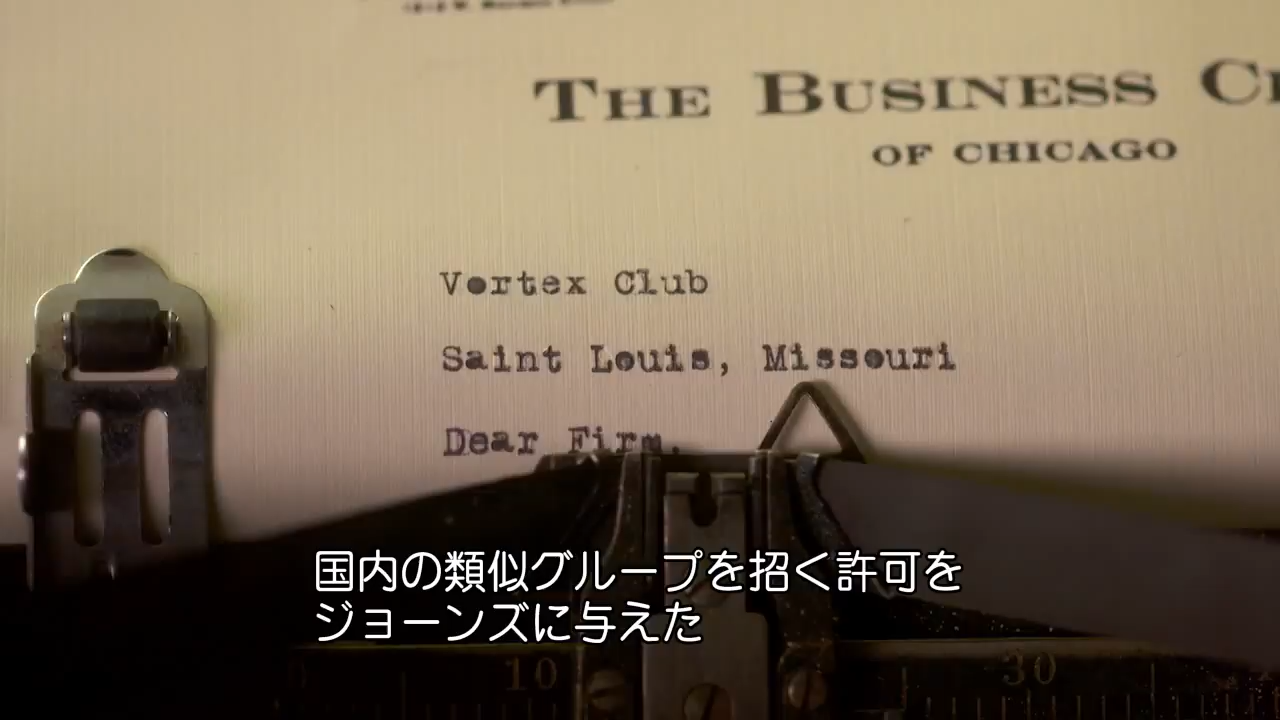 THE BUSINESS
OF CHICAGO
Vortex Club
Saint Louis, Missouri
Dear Firm.
国内の類似グループを招く許可を
ジョーンズに与えた
10
30